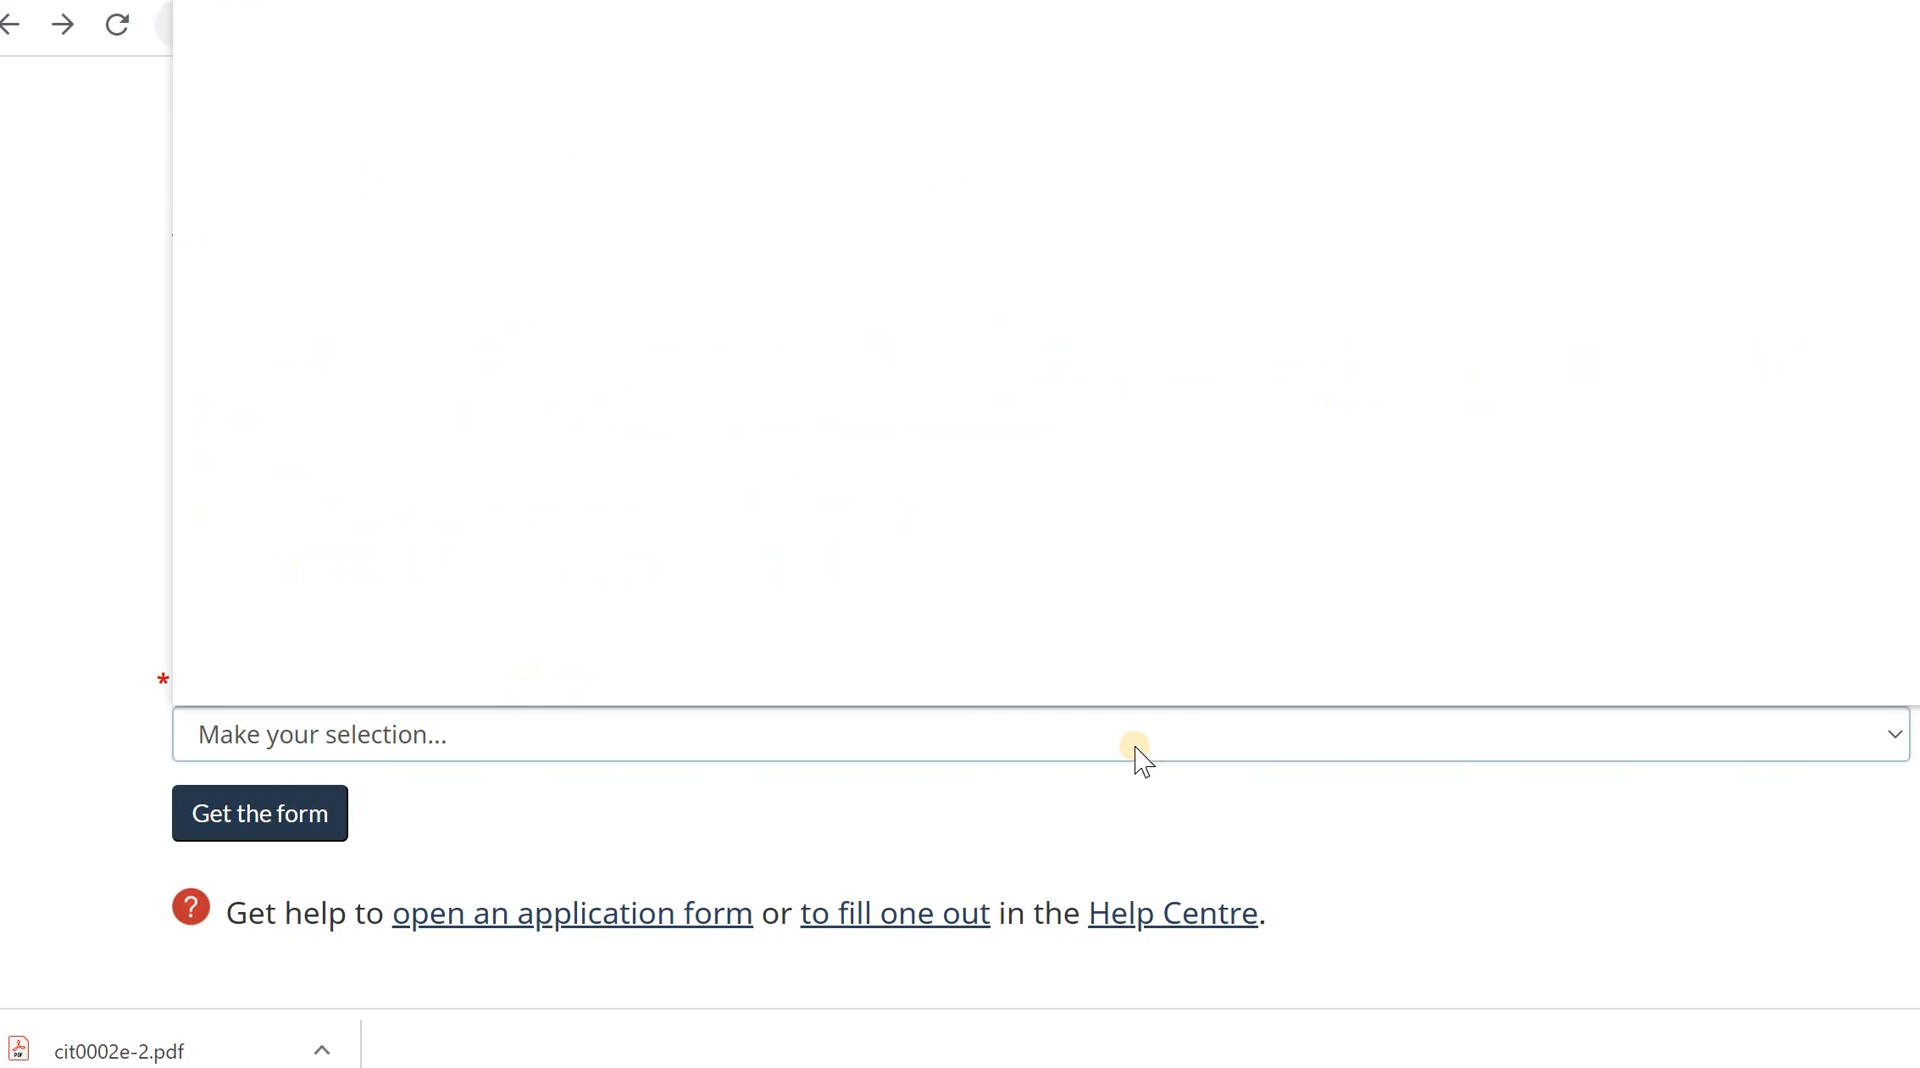 *
Make your selection...
Get the form
? Get help to open an application form or to fill one out in the Help Centre.
cit0002e-2.pdf